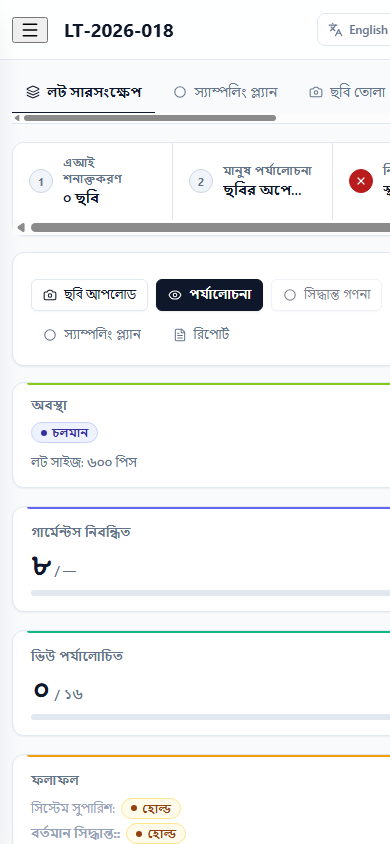 ☰ LT-2026-018 English
লট সারসংক্ষেপ স্যাম্পলিং প্ল্যান ছবি তোলা
1 এআই শনাক্তকরণ
০ ছবি
2 মানুষ পর্যালোচনা
ছবির অপে...
ছবি আপলোড পর্যালোচনা সিদ্ধান্ত গণনা
স্যাম্পলিং প্ল্যান রিপোর্ট
অবস্থা
চলমান
লট সাইজ: ৬০০ পিস
গার্মেন্টস নিবন্ধিত
৮ / —
ভিউ পর্যালোচিত
০ / ১৬
ফলাফল
সিস্টেম সুপারিশ: হোল্ড
বর্তমান সিদ্ধান্ত:: হোল্ড